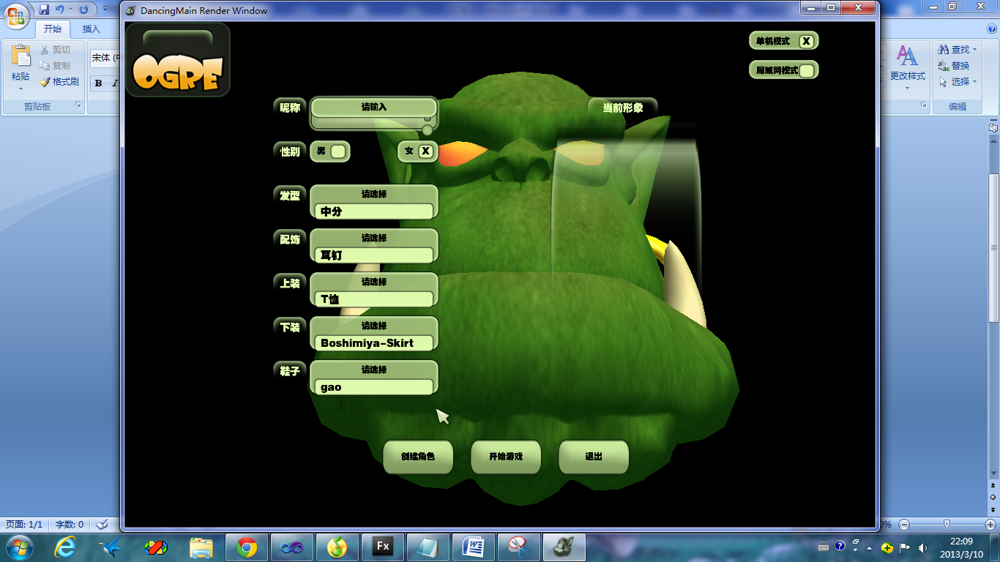 DancingMain Render Window
开始
插入
粘贴
剪切
复制
格式刷
剪贴板
宋体 (中
B
I
更改样式
查找
替换
选择
编辑
OGRE
单机模式 X
局域网模式
昵称
请输入
当前形象
性别
男
女 X
发型
请选择
中分
配饰
请选择
耳钉
上装
请选择
T恤
下装
请选择
Boshimiya-Skirt
鞋子
请选择
gao
创建角色
开始游戏
退出
页面: 1/1
字数: 0
Fx
22:09
2013/3/10